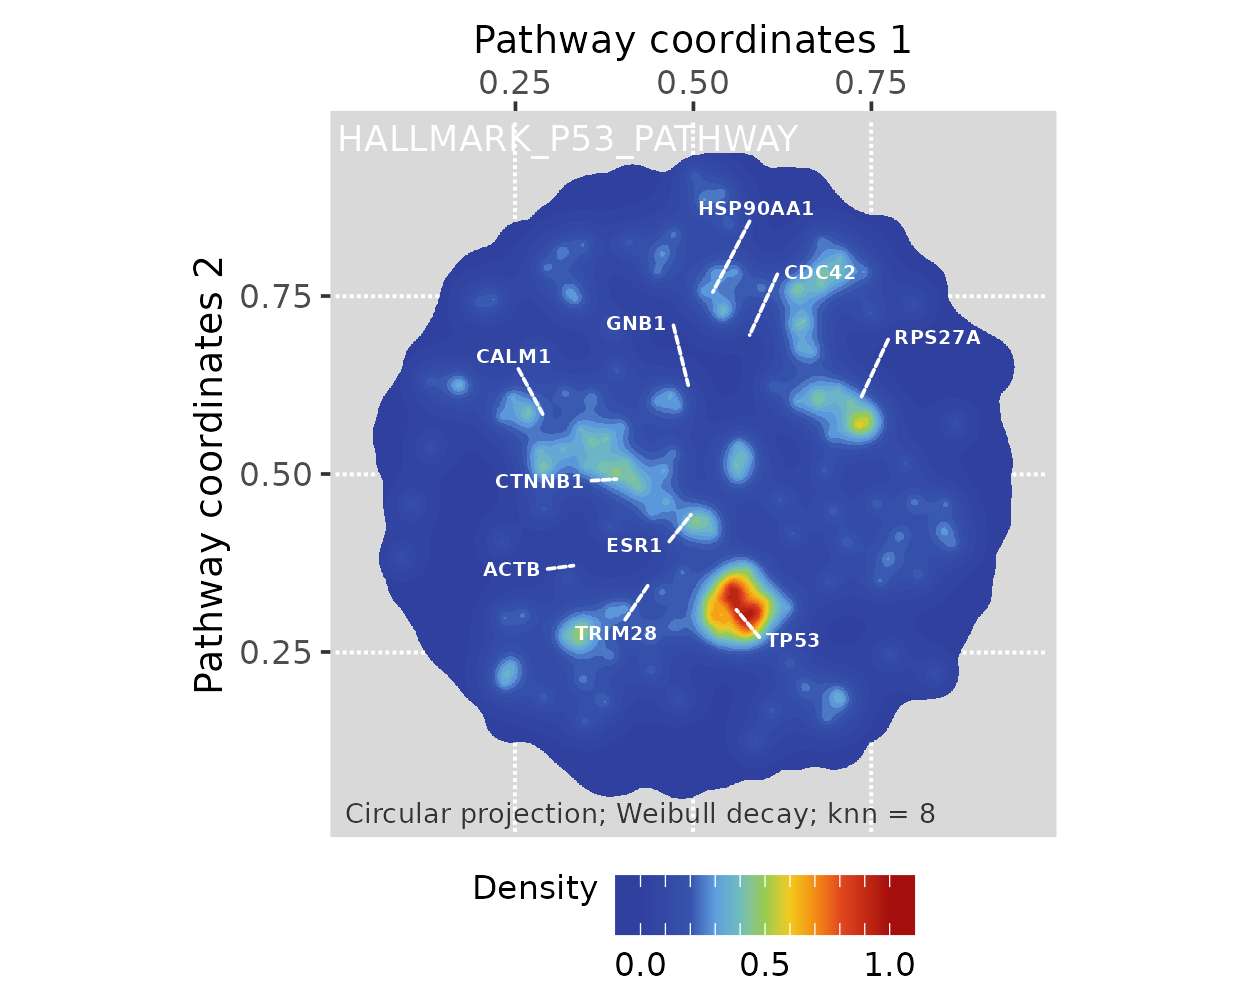 Pathway coordinates 1
0.25 0.50 0.75
HALLMARK_P53_PATHWAY
HSP90AA1
CDC42
0.75
GNB1
RPS27A
CALM1
Pathway coordinates 2
0.50
CTNNB1
ESR1
ACTB
TRIM28
TP53
0.25
Circular projection; Weibull decay; knn = 8
Density
0.0 0.5 1.0